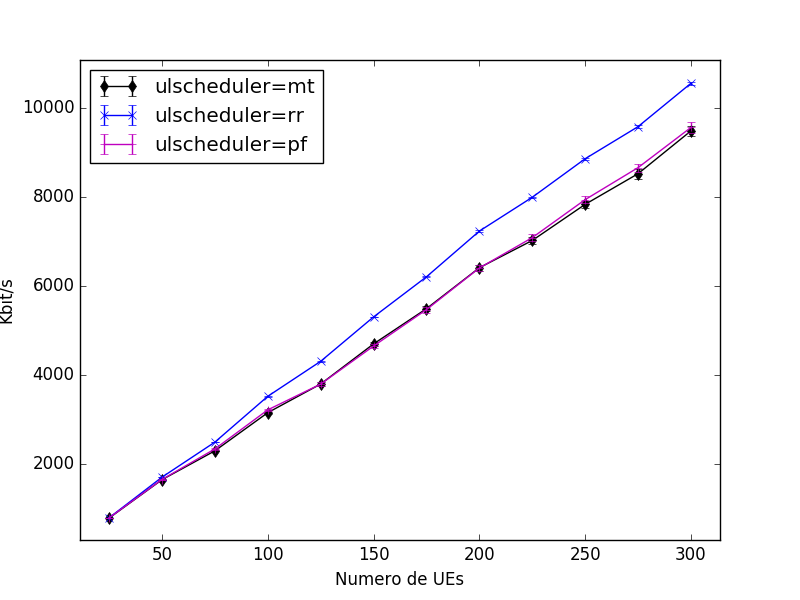 ulscheduler=mt
ulscheduler=rr
ulscheduler=pf
10000
8000
6000
4000
2000
Kbit/s
50 100 150 200 250 300
Numero de UEs